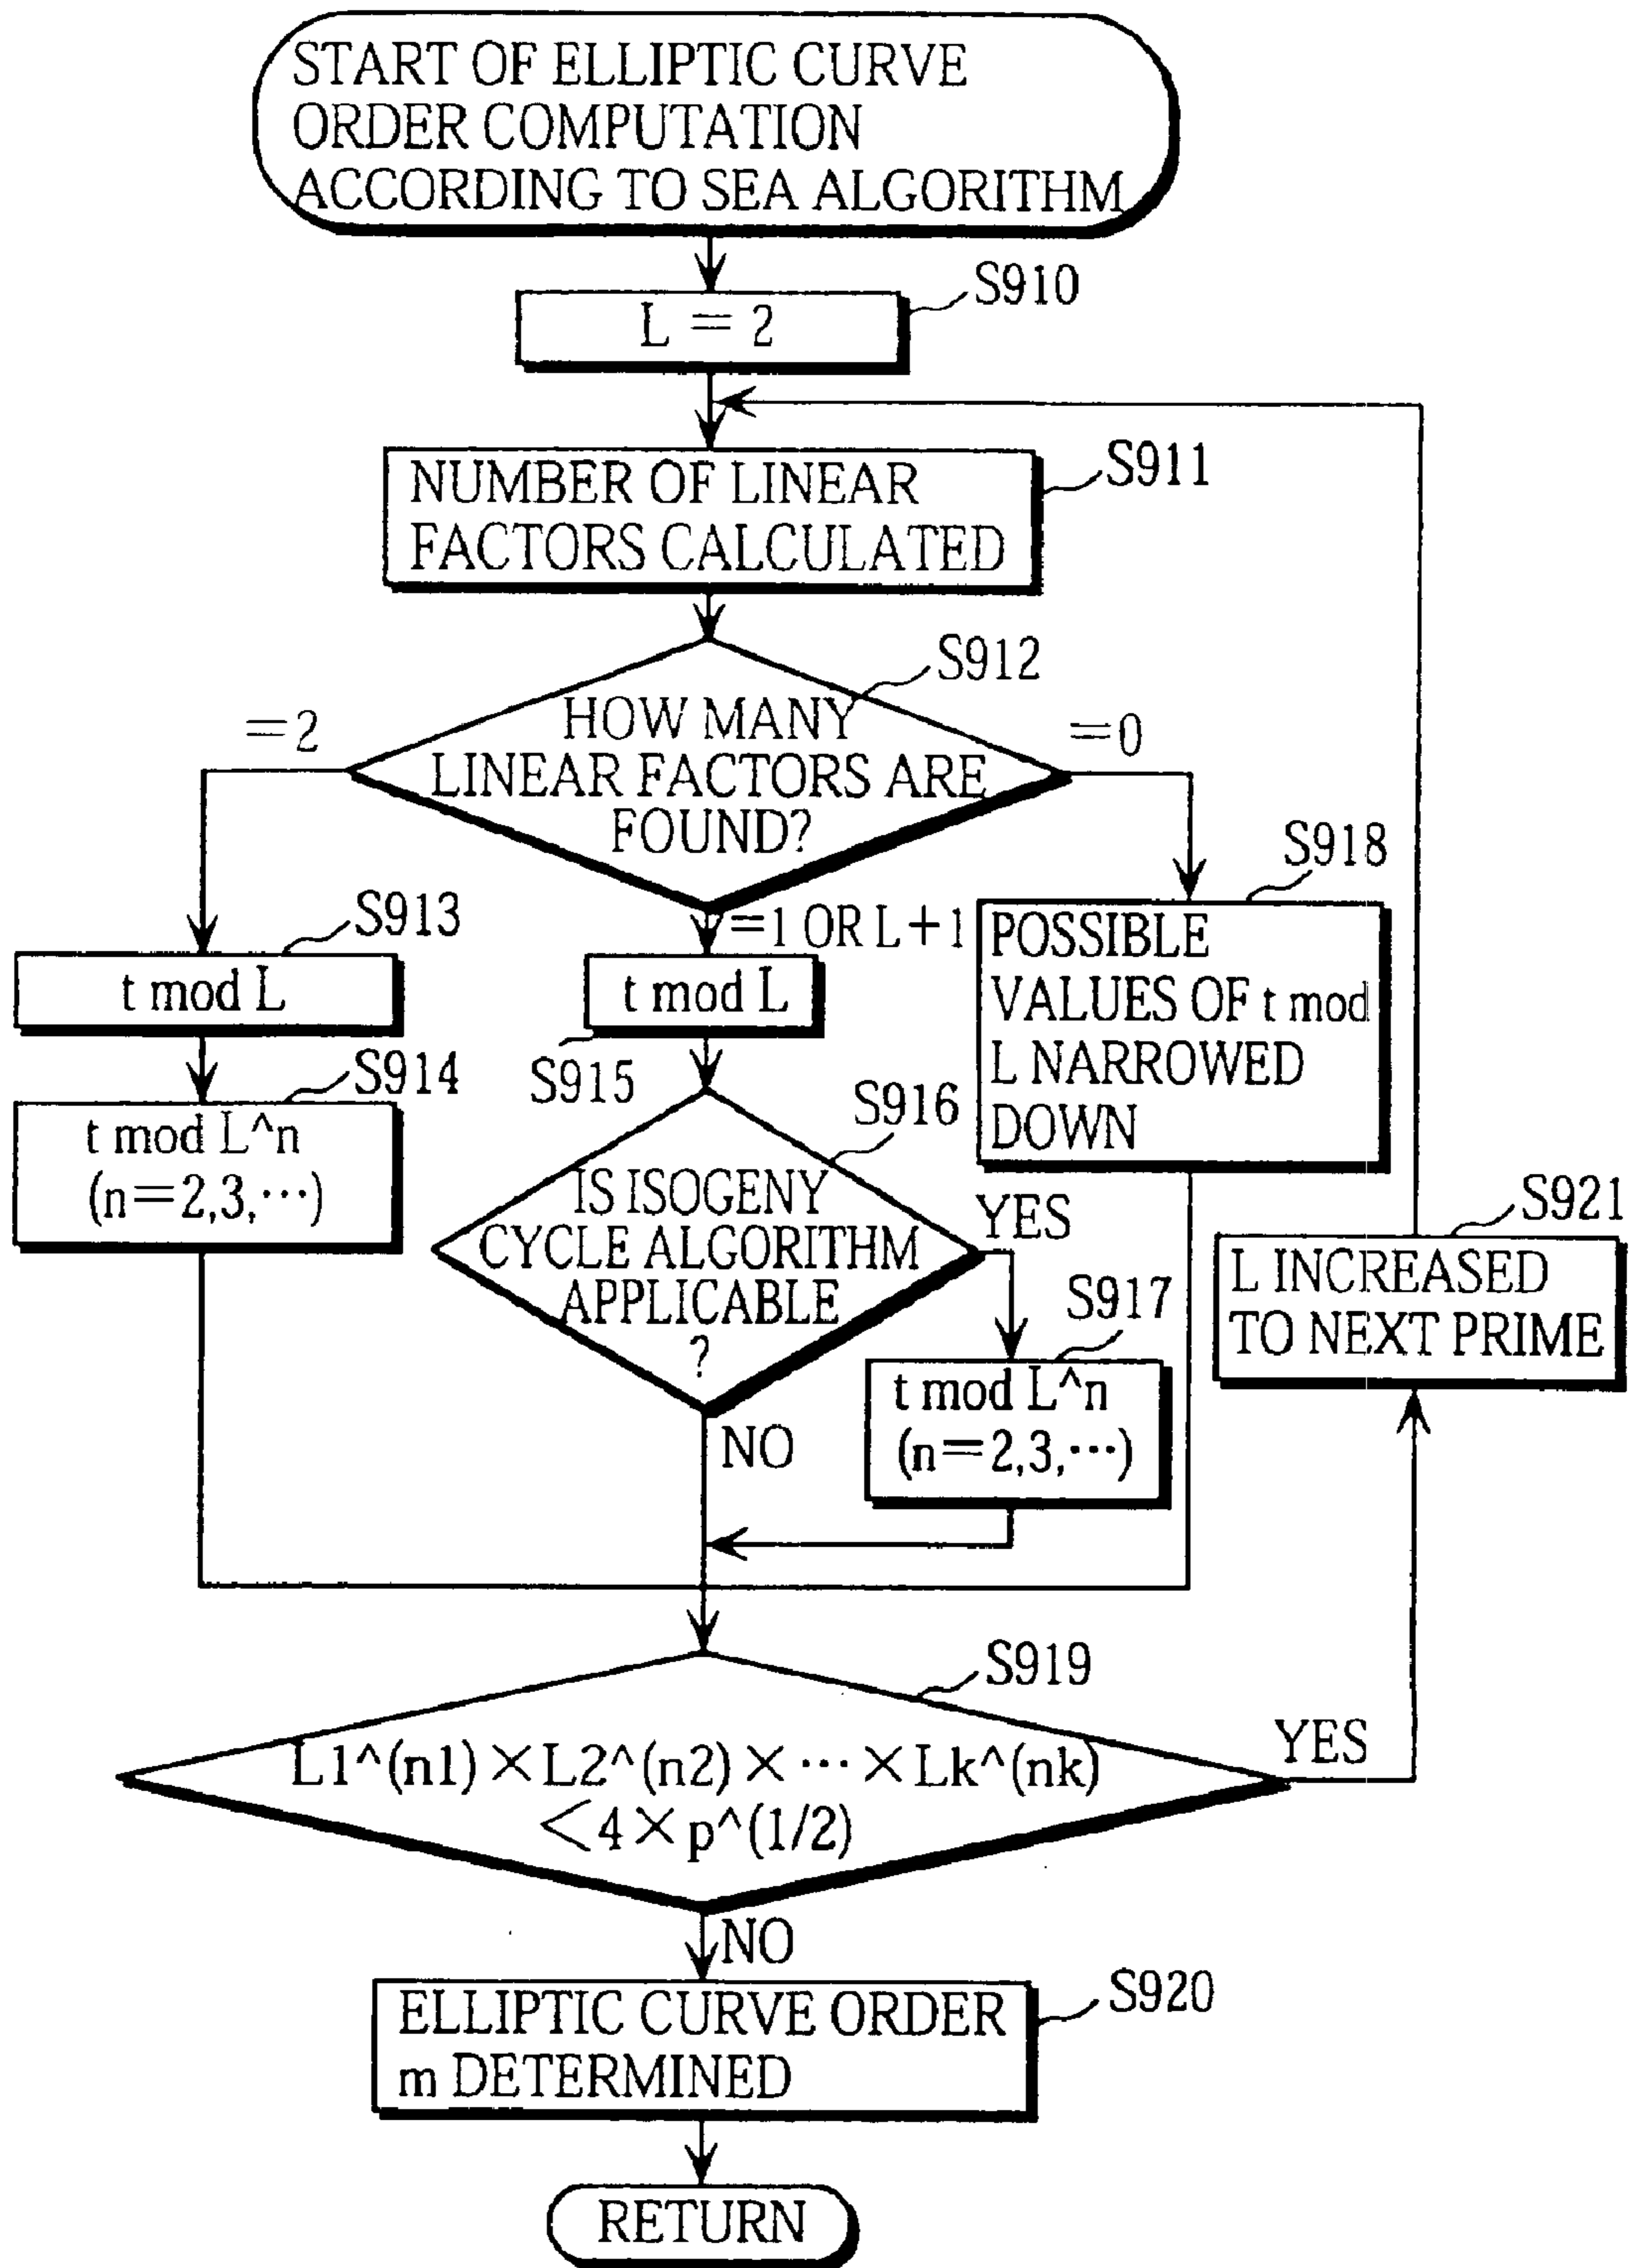 START OF ELLIPTIC CURVE
ORDER COMPUTATION
ACCORDING TO SEA ALGORITHM
S910
L = 2
S911
NUMBER OF LINEAR
FACTORS CALCULATED
S912
HOW MANY
LINEAR FACTORS ARE
FOUND?
=2
=0
=1 OR L+1
S913
t mod L
S914
t mod L^n
(n=2,3,⋯)
t mod L
S915
S918
POSSIBLE
VALUES OF t mod
L NARROWED
DOWN
S916
IS ISOGENY
CYCLE ALGORITHM
APPLICABLE
?
YES
NO
S917
t mod L^n
(n=2,3,⋯)
S921
L INCREASED
TO NEXT PRIME
S919
L1^(n1)×L2^(n2)×⋯×Lk^(nk)
<4×p^(1/2)
YES
NO
S920
ELLIPTIC CURVE ORDER
m DETERMINED
RETURN